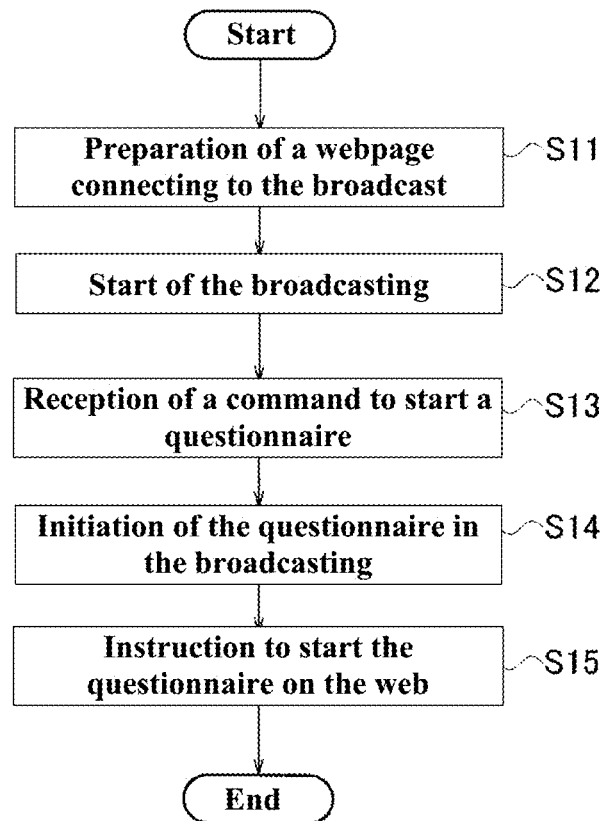 Start
Preparation of a webpage
connecting to the broadcast
S11
Start of the broadcasting
S12
Reception of a command to start a
questionnaire
S13
Initiation of the questionnaire in
the broadcasting
S14
Instruction to start the
questionnaire on the web
S15
End